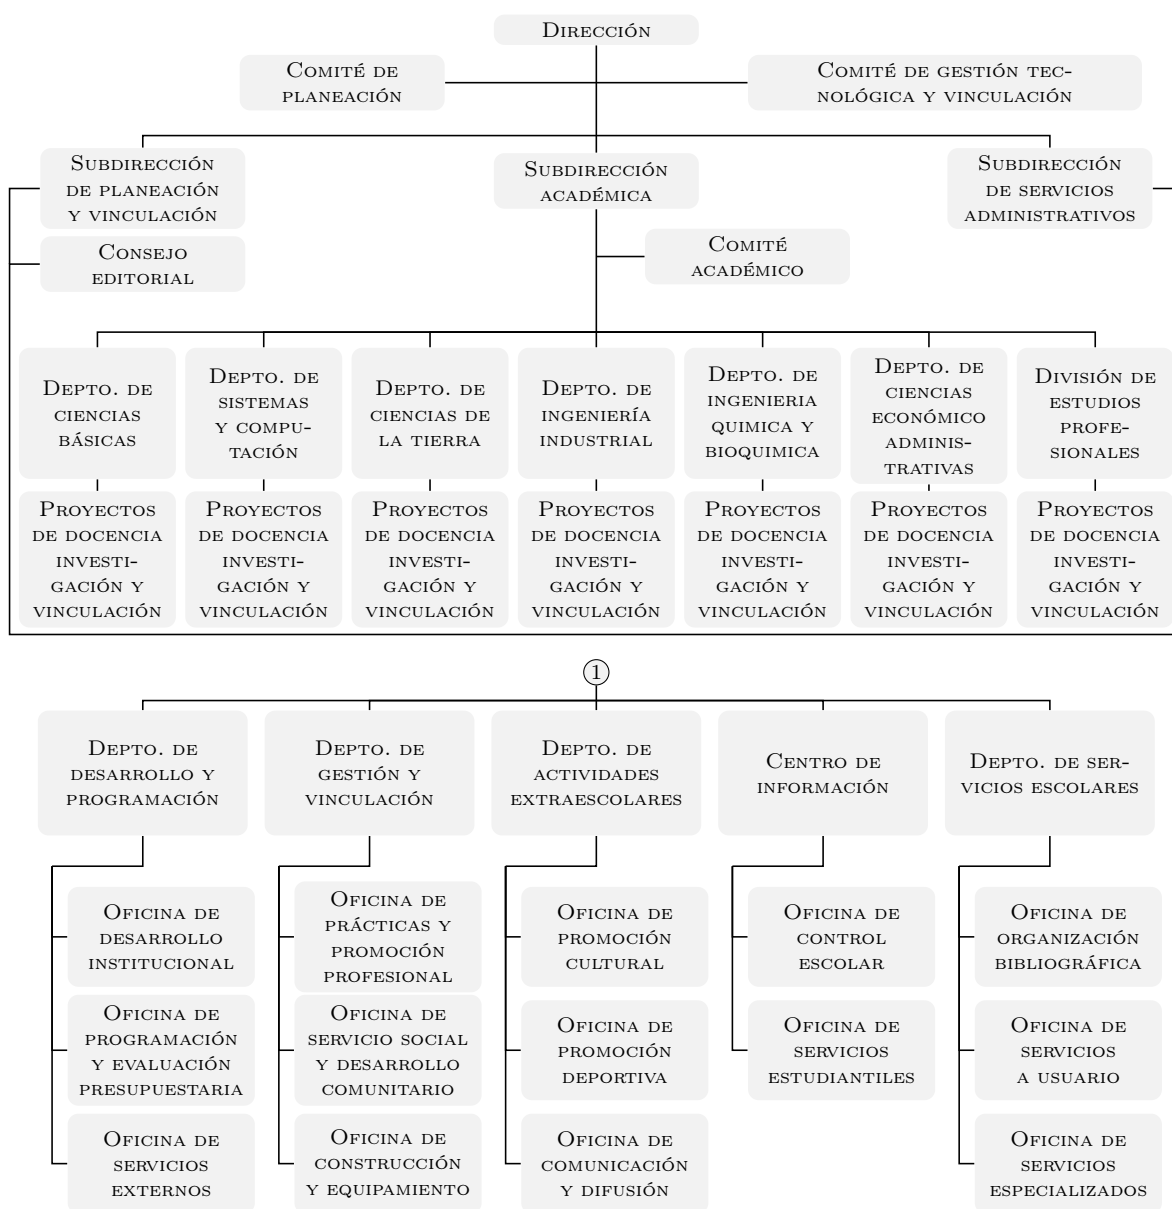 Dirección
Comité de
planeación
Comité de gestión tec-
nológica y vinculación
Subdirección
de planeación
y vinculación
Subdirección
académica
Subdirección
de servicios
administrativos
Consejo
editorial
Comité
académico
Depto. de
ciencias
básicas
Depto. de
sistemas
y compu-
tación
Depto. de
ciencias de
la tierra
Depto. de
ingeniería
industrial
Depto. de
ingenieria
quimica y
bioquimica
Depto. de
ciencias
económico
adminis-
trativas
División de
estudios
profe-
sionales
Proyectos
de docencia
investi-
gación y
vinculación
Proyectos
de docencia
investi-
gación y
vinculación
Proyectos
de docencia
investi-
gación y
vinculación
Proyectos
de docencia
investi-
gación y
vinculación
Proyectos
de docencia
investi-
gación y
vinculación
Proyectos
de docencia
investi-
gación y
vinculación
Proyectos
de docencia
investi-
gación y
vinculación
1
Depto. de
desarrollo y
programación
Depto. de
gestión y
vinculación
Depto. de
actividades
extraescolares
Centro de
información
Depto. de ser-
vicios escolares
Oficina de
desarrollo
institucional
Oficina de
prácticas y
promoción
profesional
Oficina de
promoción
cultural
Oficina de
control
escolar
Oficina de
organización
bibliográfica
Oficina de
programación
y evaluación
presupuestaria
Oficina de
servicio social
y desarrollo
comunitario
Oficina de
promoción
deportiva
Oficina de
servicios
estudiantiles
Oficina de
servicios
a usuario
Oficina de
servicios
externos
Oficina de
construcción
y equipamiento
Oficina de
comunicación
y difusión
Oficina de
servicios
especializados